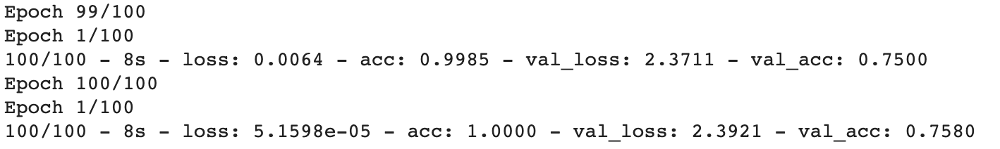 Epoch 99/100
Epoch 1/100
100/100 - 8s - loss: 0.0064 - acc: 0.9985 - val_loss: 2.3711 - val_acc: 0.7500
Epoch 100/100
Epoch 1/100
100/100 - 8s - loss: 5.1598e-05 - acc: 1.0000 - val_loss: 2.3921 - val_acc: 0.7580